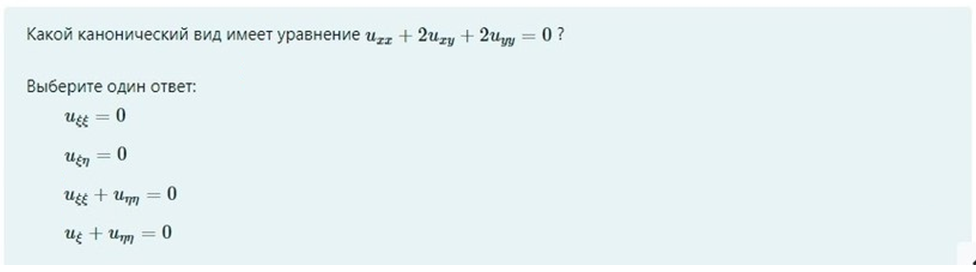 Какой канонический вид имеет уравнение $u_{xx} + 2u_{xy} + 2u_{yy} = 0$ ?
Выберите один ответ:
$u_{\xi\xi} = 0$
$u_{\xi\eta} = 0$
$u_{\xi\xi} + u_{\eta\eta} = 0$
$u_{\xi} + u_{\eta\eta} = 0$